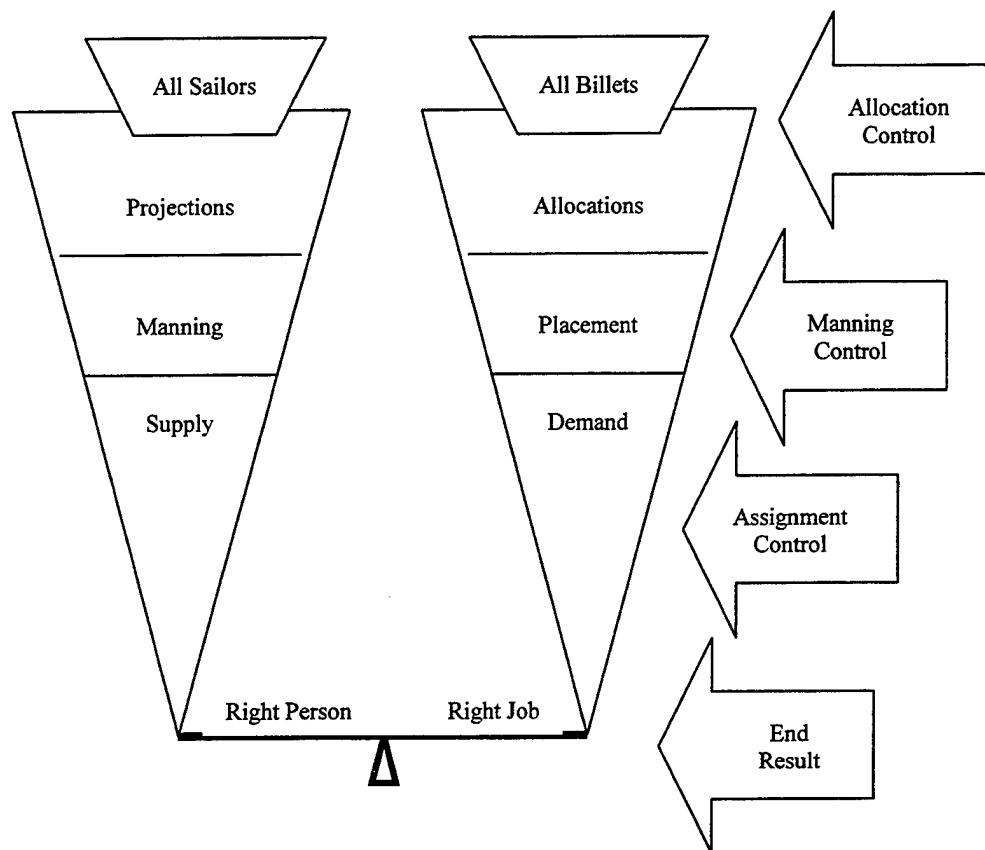 All Sailors
All Billets
Allocation
Control
Projections
Allocations
Manning
Placement
Manning
Control
Supply
Demand
Assignment
Control
Right Person
Right Job
End
Result